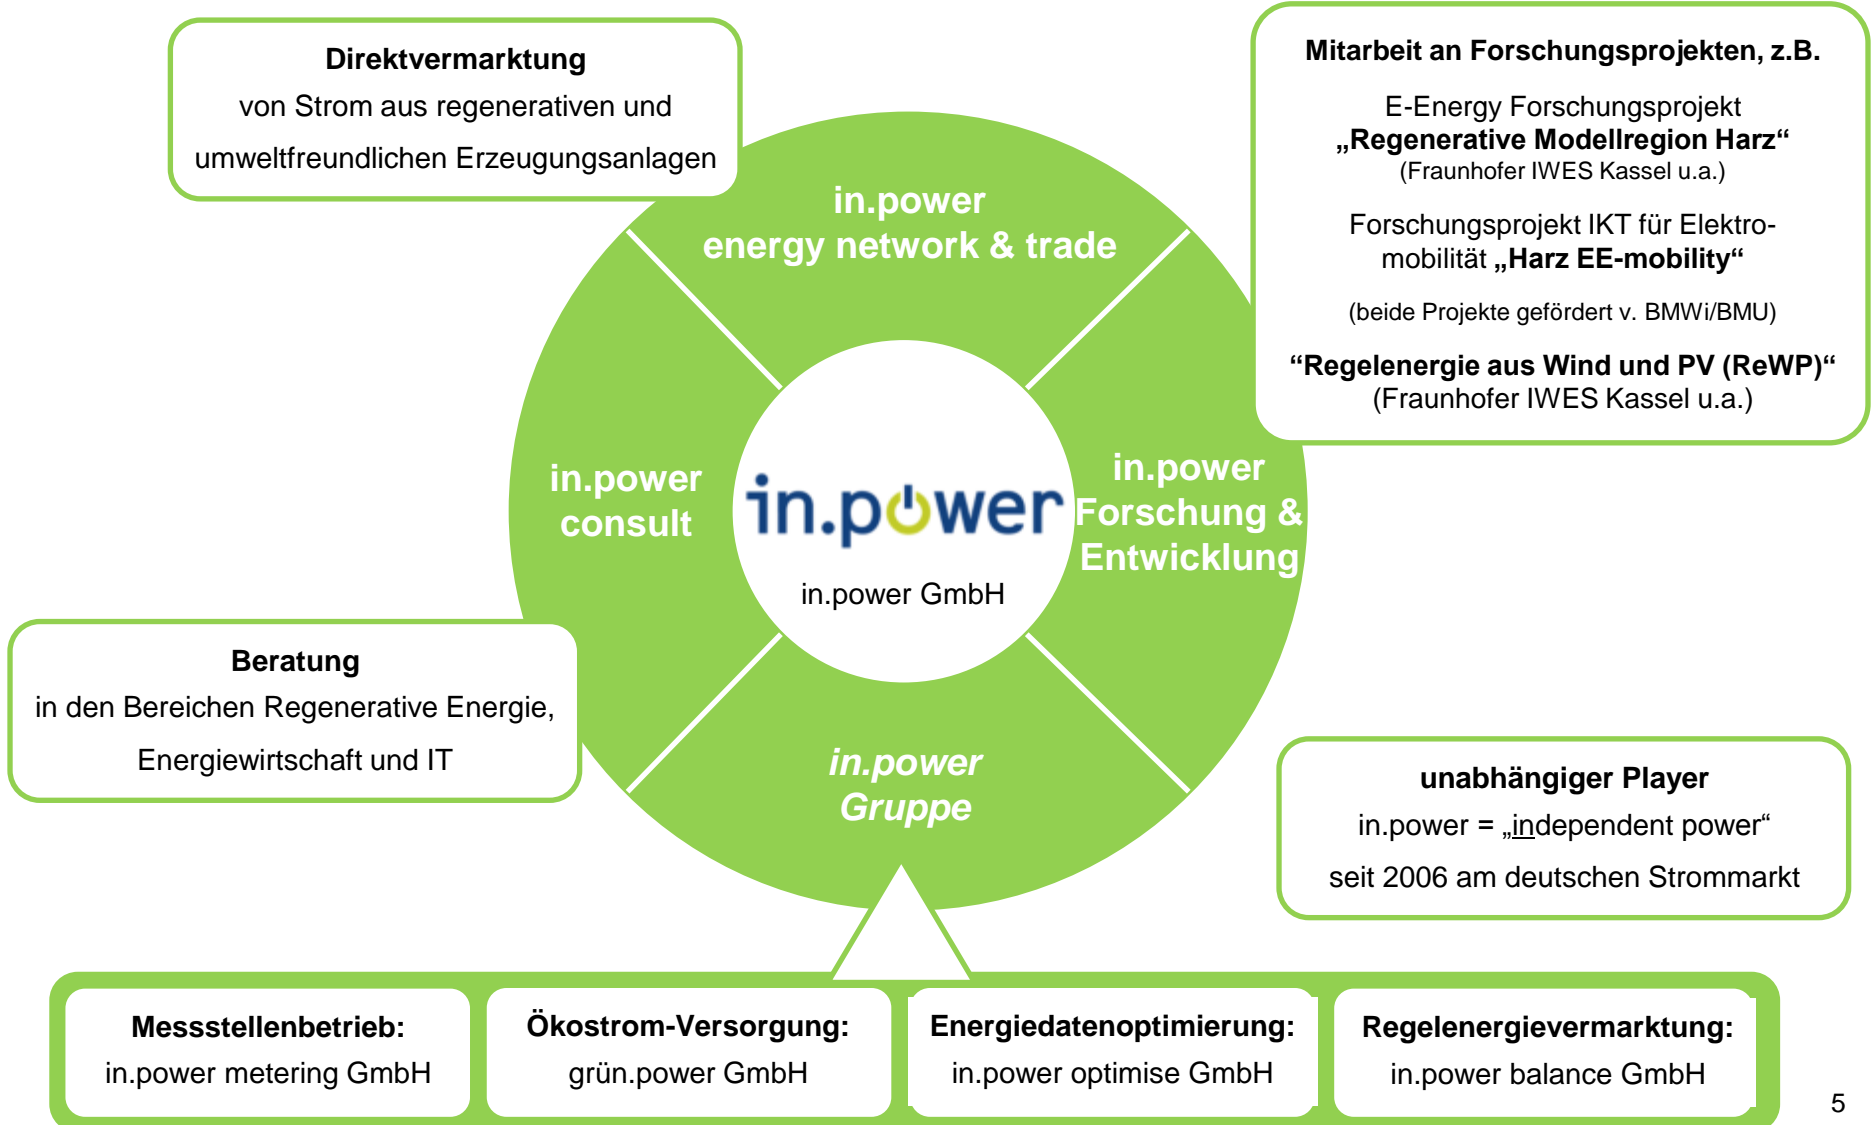 Direktvermarktung
von Strom aus regenerativen und
umweltfreundlichen Erzeugungsanlagen
Mitarbeit an Forschungsprojekten, z.B.
E-Energy Forschungsprojekt
„Regenerative Modellregion Harz“
(Fraunhofer IWES Kassel u.a.)
Forschungsprojekt IKT für Elektro-
mobilität „Harz EE-mobility“
(beide Projekte gefördert v. BMWi/BMU)
“Regelenergie aus Wind und PV (ReWP)“
(Fraunhofer IWES Kassel u.a.)
in.power
energy network & trade
in.power
consult
in.power
in.power GmbH
in.power
Forschung &
Entwicklung
in.power
Gruppe
Beratung
in den Bereichen Regenerative Energie,
Energiewirtschaft und IT
unabhängiger Player
in.power = „independent power“
seit 2006 am deutschen Strommarkt
Messstellenbetrieb:
in.power metering GmbH
Ökostrom-Versorgung:
grün.power GmbH
Energiedatenoptimierung:
in.power optimise GmbH
Regelenergievermarktung:
in.power balance GmbH
5